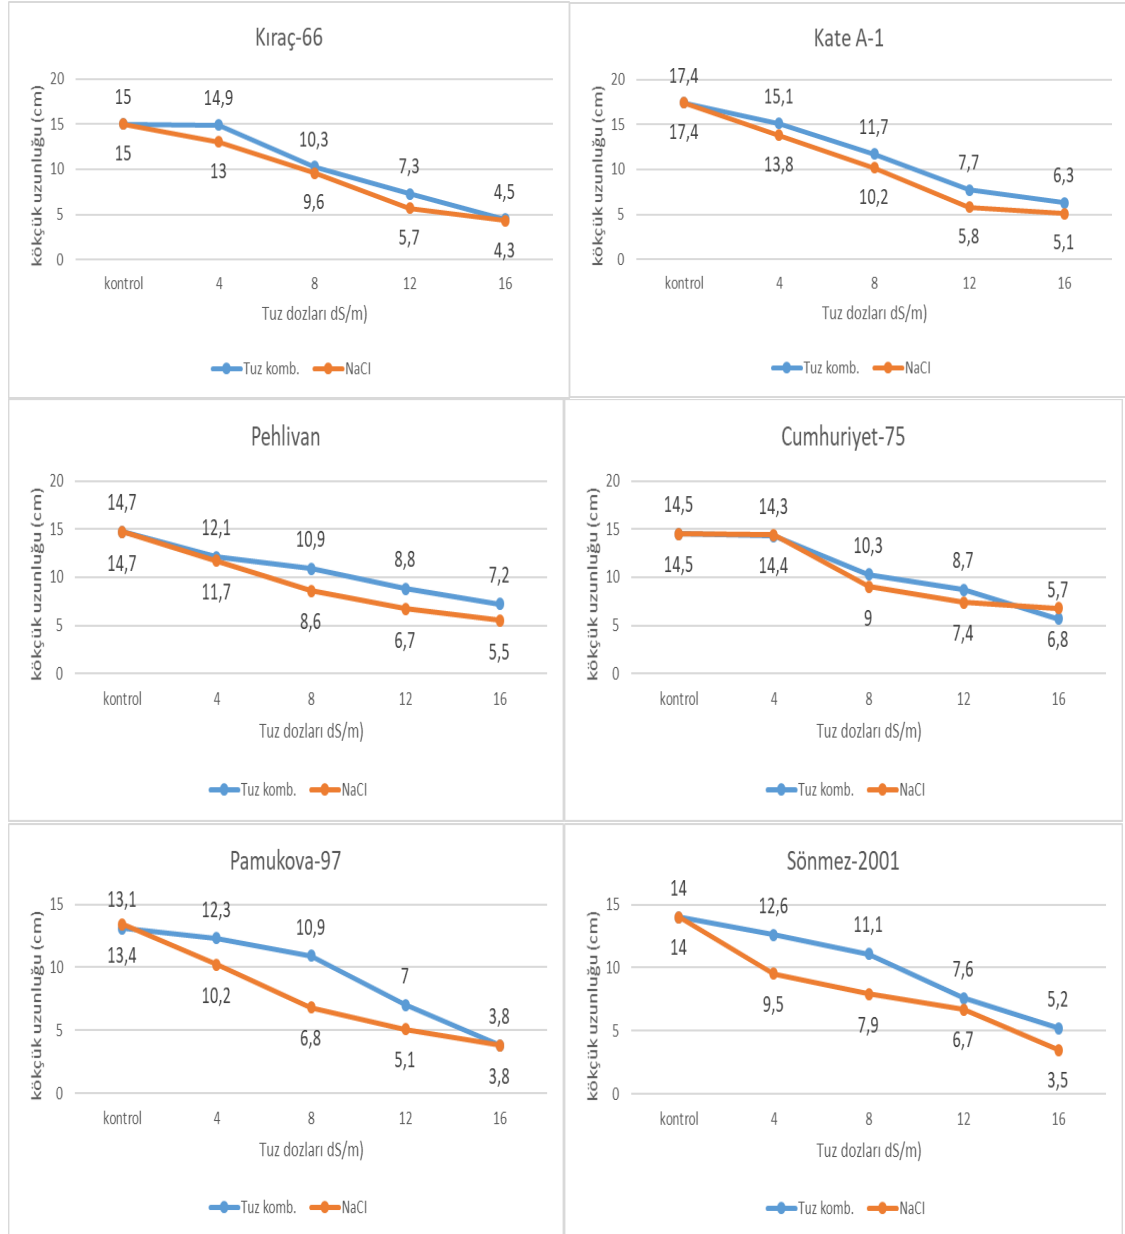 Kıraç-66
kökçük uzunluğu (cm)
20
15
10
5
0
15
14,9
10,3
7,3
4,5
15
13
9,6
5,7
4,3
kontrol 4 8 12 16
Tuz dozları dS/m)
Tuz komb. NaCI
Kate A-1
kökçük uzunluğu (cm)
20
15
10
5
0
17,4
15,1
11,7
7,7
6,3
17,4
13,8
10,2
5,8
5,1
kontrol 4 8 12 16
Tuz dozları dS/m)
Tuz komb. NaCI
Pehlivan
kökçük uzunluğu (cm)
20
15
10
5
0
14,7
12,1
10,9
8,8
7,2
14,7
11,7
8,6
6,7
5,5
kontrol 4 8 12 16
Tuz dozları dS/m)
Tuz komb. NaCI
Cumhuriyet-75
kökçük uzunluğu (cm)
20
15
10
5
0
14,5
14,3
10,3
8,7
5,7
14,5
14,4
9
7,4
6,8
kontrol 4 8 12 16
Tuz dozları dS/m)
Tuz komb. NaCI
Pamukova-97
kökçük uzunluğu (cm)
15
10
5
0
13,1
12,3
10,9
7
3,8
13,4
10,2
6,8
5,1
3,8
kontrol 4 8 12 16
Tuz dozları dS/m)
Tuz komb. NaCI
Sönmez-2001
kökçük uzunluğu (cm)
15
10
5
0
14
12,6
11,1
7,6
5,2
14
9,5
7,9
6,7
3,5
kontrol 4 8 12 16
Tuz dozları dS/m)
Tuz komb. NaCI